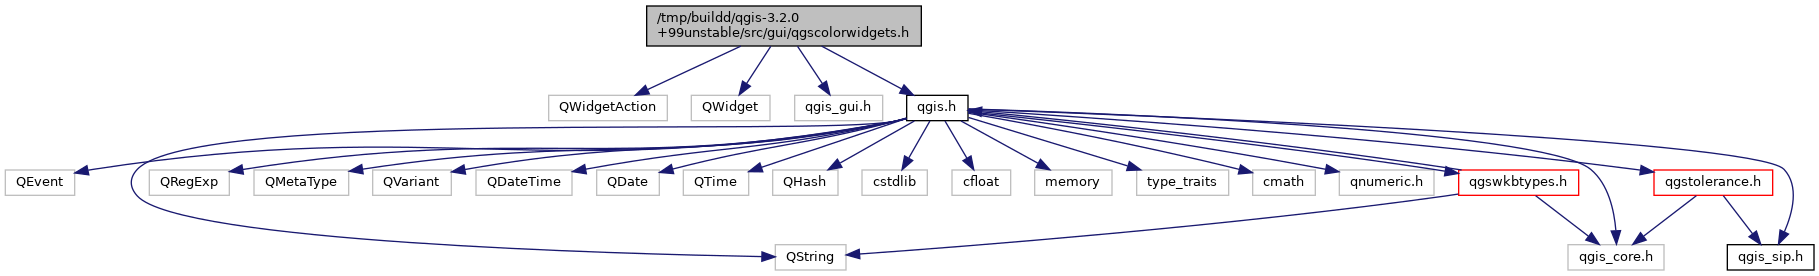 /tmp/buildd/qgis-3.2.0
+99unstable/src/gui/qgscolorwidgets.h
QWidgetAction
QWidget
qgis_gui.h
qgis.h
QEvent
QRegExp
QMetaType
QVariant
QDateTime
QDate
QTime
QHash
cstdlib
cfloat
memory
type_traits
cmath
qnumeric.h
qgswkbtypes.h
qgstolerance.h
QString
qgis_core.h
qgis_sip.h